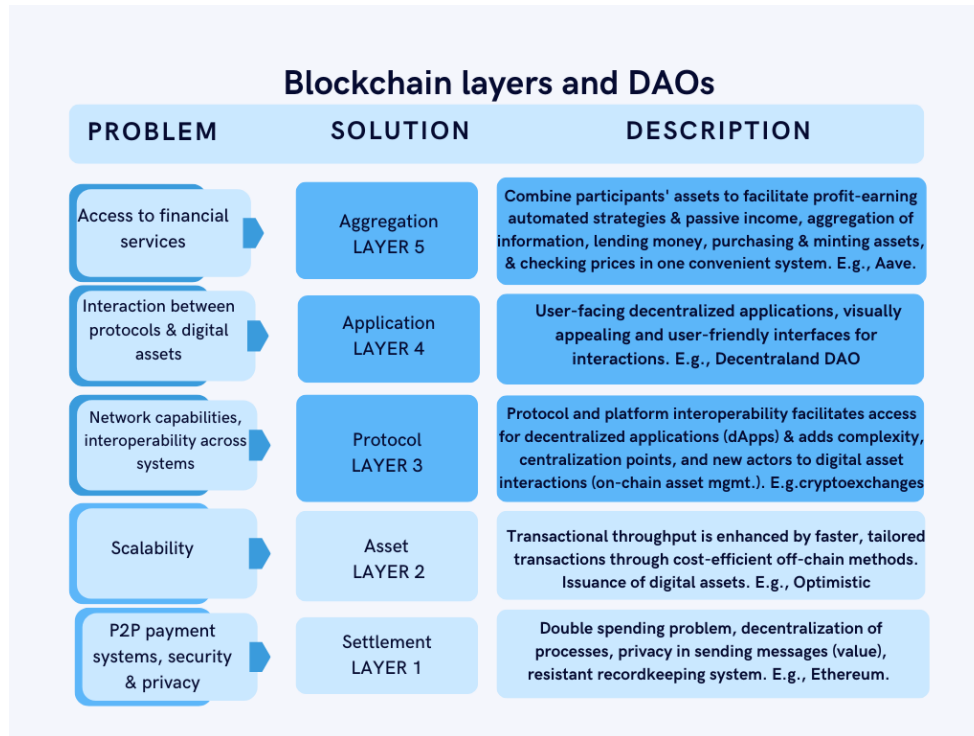 Blockchain layers and DAOs
PROBLEM
SOLUTION
DESCRIPTION
Access to financial
services
Aggregation
LAYER 5
Combine participants' assets to facilitate profit-earning
automated strategies & passive income, aggregation of
information, lending money, purchasing & minting assets,
& checking prices in one convenient system. E.g., Aave.
Interaction between
protocols & digital
assets
Application
LAYER 4
User-facing decentralized applications, visually
appealing and user-friendly interfaces for
interactions. E.g., Decentraland DAO
Network capabilities,
interoperability across
systems
Protocol
LAYER 3
Protocol and platform interoperability facilitates access
for decentralized applications (dApps) & adds complexity,
centralization points, and new actors to digital asset
interactions (on-chain asset mgmt.). E.g.cryptoexchanges
Scalability
Asset
LAYER 2
Transactional throughput is enhanced by faster, tailored
transactions through cost-efficient off-chain methods.
Issuance of digital assets. E.g., Optimistic
P2P payment
systems, security
& privacy
Settlement
LAYER 1
Double spending problem, decentralization of
processes, privacy in sending messages (value),
resistant recordkeeping system. E.g., Ethereum.